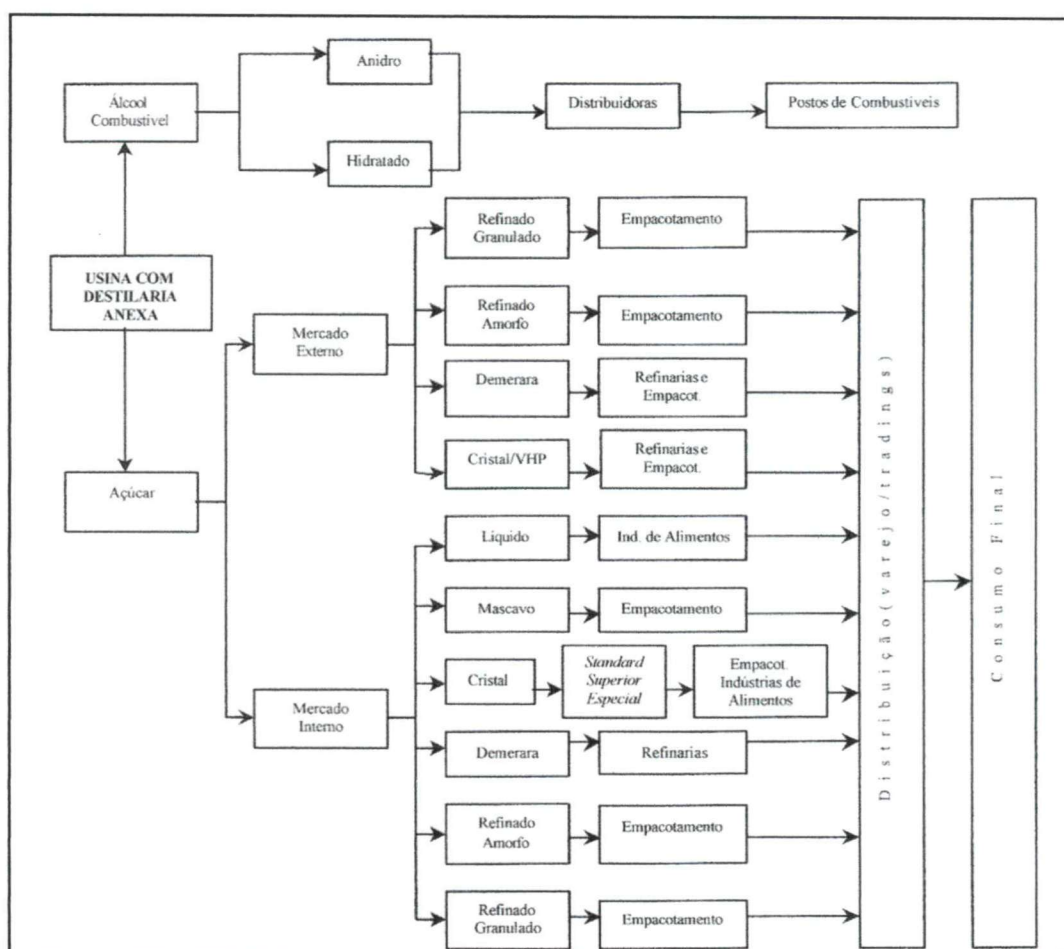 Anidro
Álcool
Combustível
Distribuidoras
Postos de Combustíveis
Hidratado
USINA COM
DESTILARIA
ANEXA
Açúcar
Mercado
Externo
Refinado
Granulado
Empacotamento
Refinado
Amorfo
Empacotamento
Demerara
Refinarias e
Empacot.
Cristal/VHP
Refinarias e
Empacot.
Mercado
Interno
Líquido
Ind. de Alimentos
Mascavo
Empacotamento
Cristal
Standard
Superior
Especial
Empacot.
Indústrias de
Alimentos
Demerara
Refinarias
Refinado
Amorfo
Empacotamento
Refinado
Granulado
Empacotamento
Distribuição(varejo/tradings)
Consumo Final